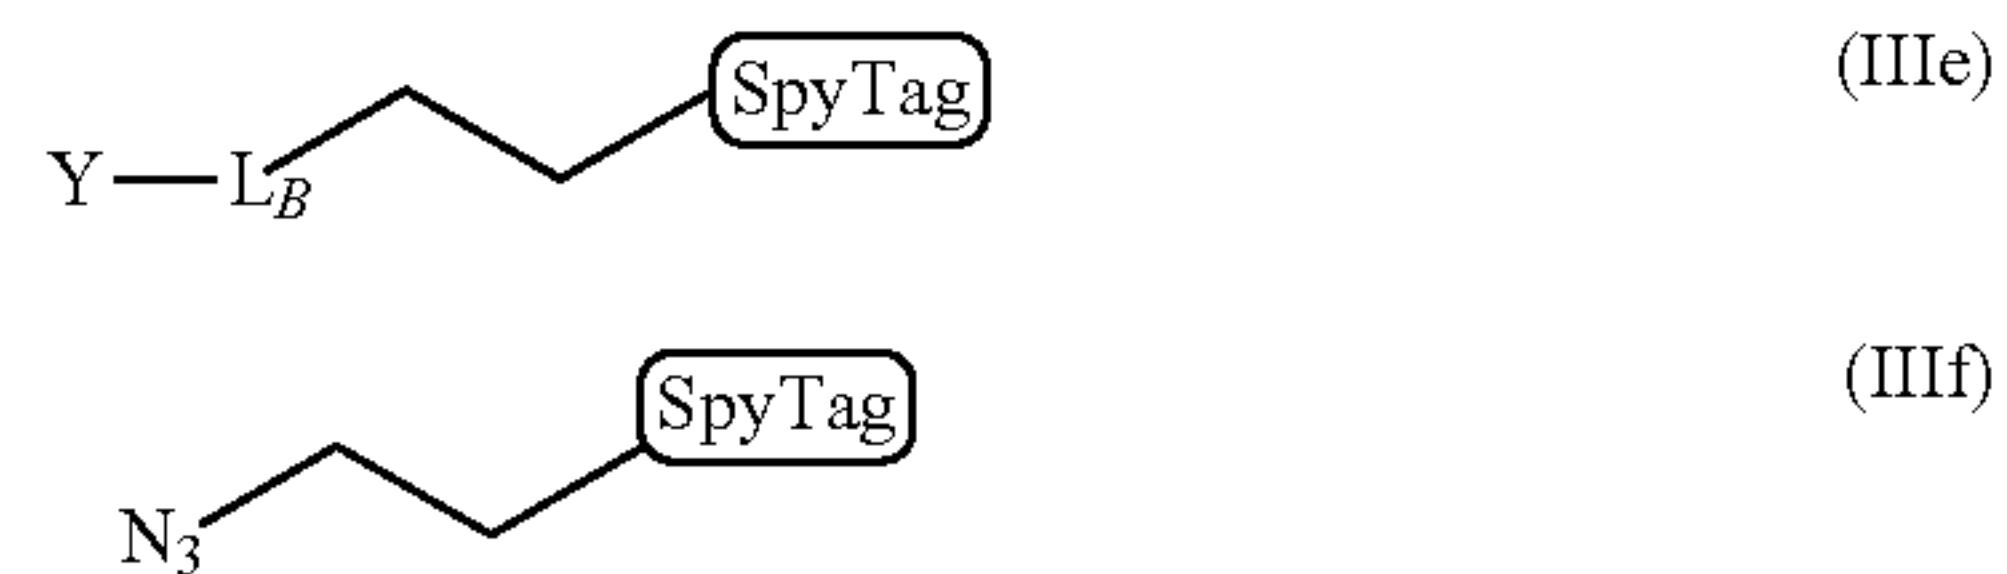 SpyTag (IIIe)
Y—L_B
SpyTag (IIIf)
N₃